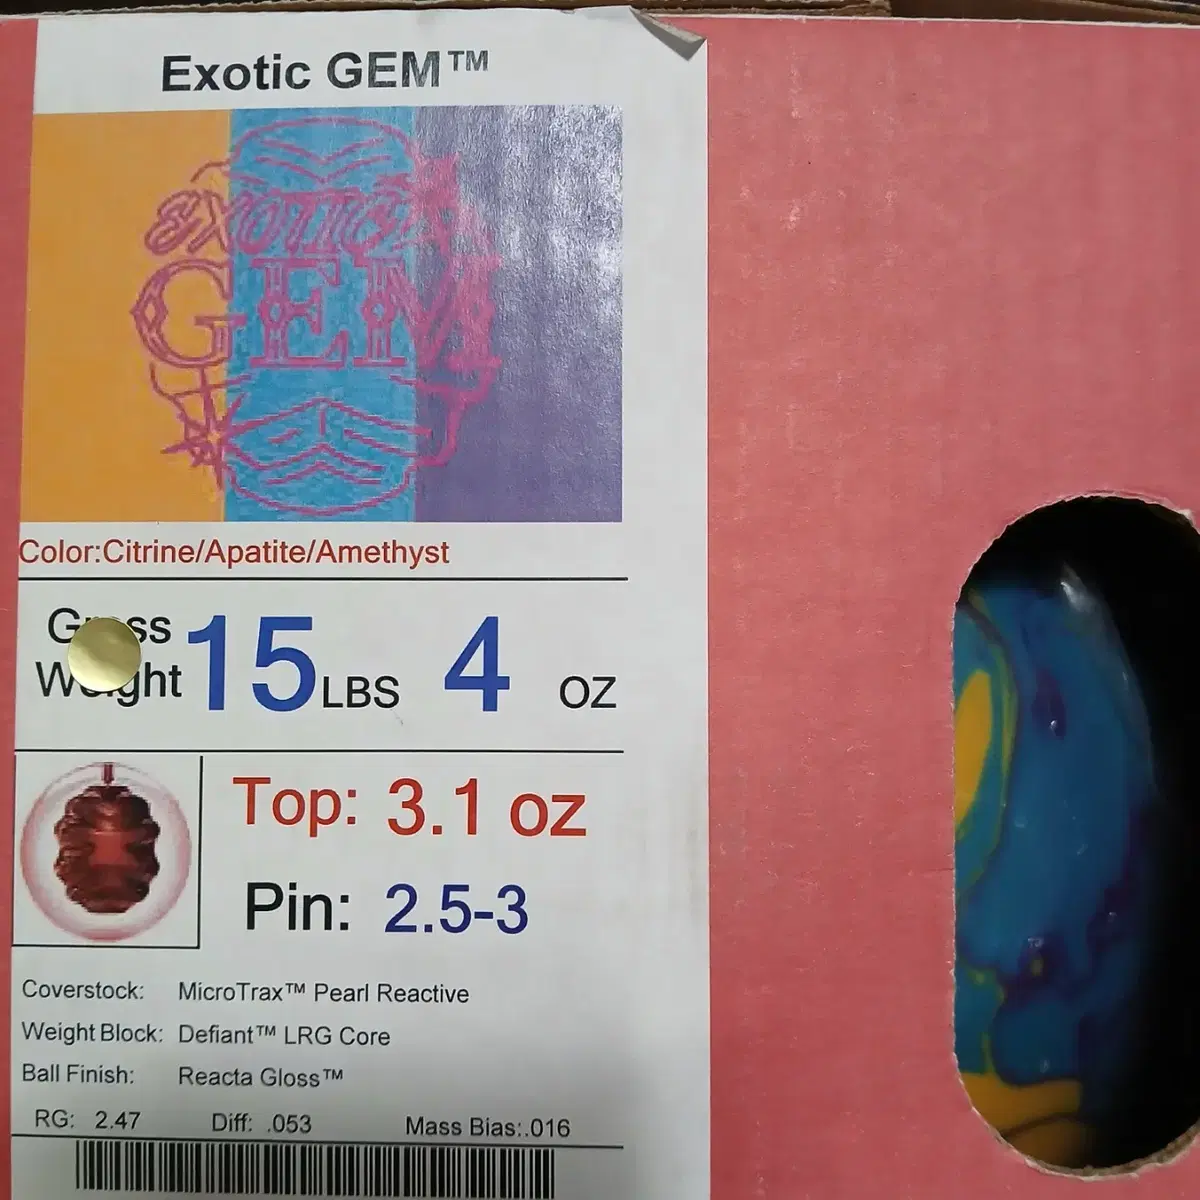 Exotic GEM™
EXOTIC
GEM
Color:Citrine/Apatite/Amethyst
15 LBS 4 OZ
Top: 3.1 oz
Pin: 2.5-3
Coverstock: MicroTrax™ Pearl Reactive
Weight Block: Defiant™ LRG Core
Ball Finish: Reacta Gloss™
RG: 2.47 Diff: .053 Mass Bias:.016